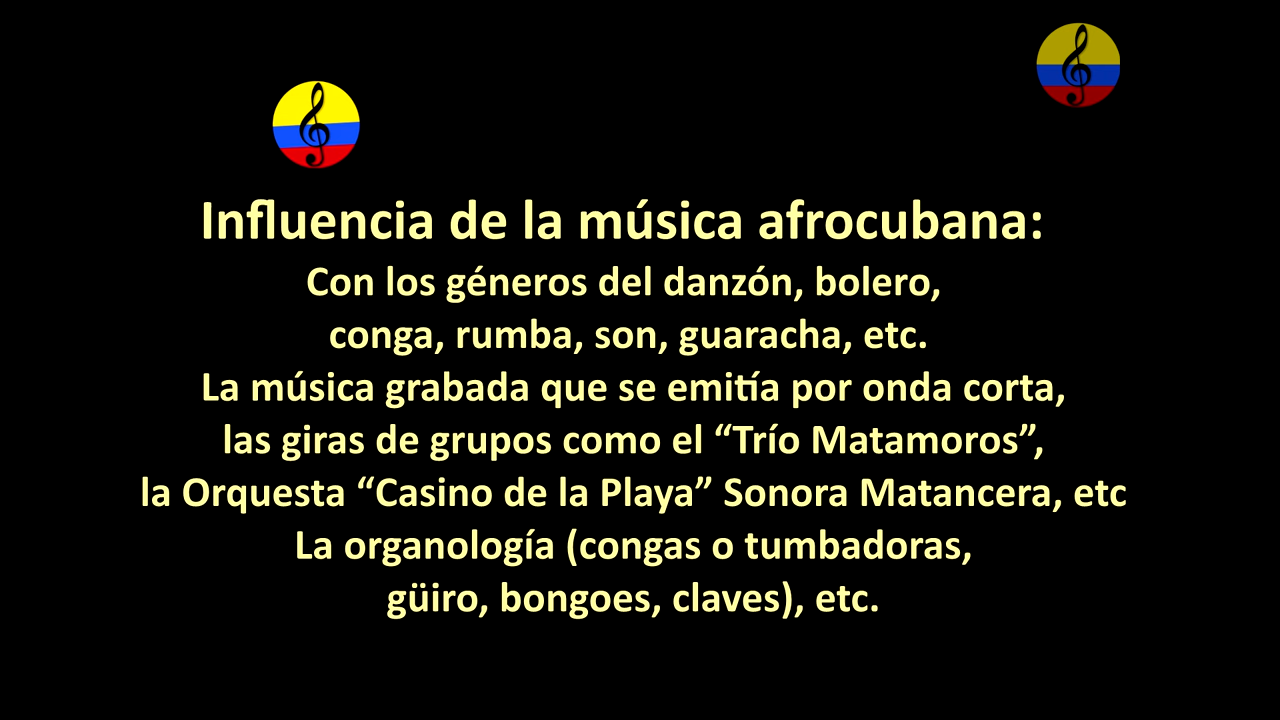 Influencia de la música afrocubana:
Con los géneros del danzón, bolero,
conga, rumba, son, guaracha, etc.
La música grabada que se emitía por onda corta,
las giras de grupos como el “Trío Matamoros”,
la Orquesta “Casino de la Playa” Sonora Matancera, etc
La organología (congas o tumbadoras,
güiro, bongoes, claves), etc.